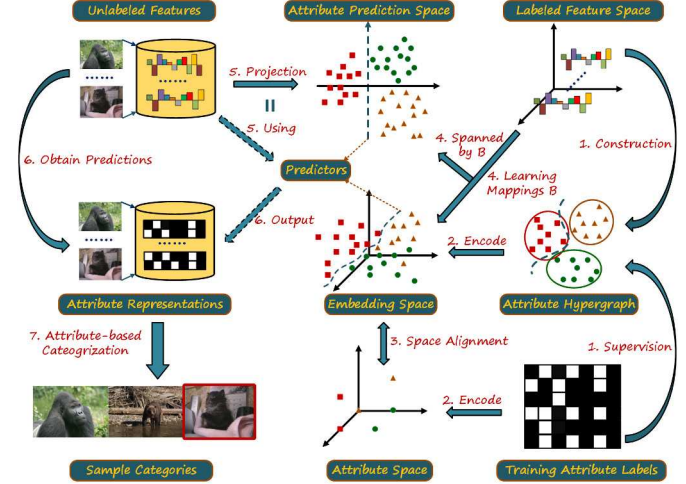 Unlabeled Features
Attribute Prediction Space
Labeled Feature Space
5. Projection
=
5. Using
4. Spanned
by B
1. Construction
6. Obtain Predictions
Predictors
4. Learning
Mappings B
6. Output
2. Encode
Attribute Representations
Embedding Space
Attribute Hypergraph
7. Attribute-based
Cateogrization
3. Space Alignment
1. Supervision
2. Encode
Sample Categories
Attribute Space
Training Attribute Labels